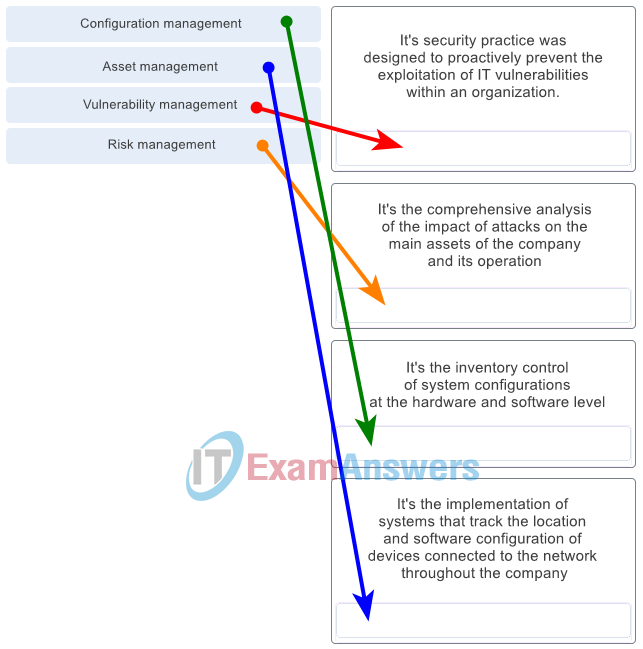 Configuration management
Asset management
Vulnerability management
Risk management
It's security practice was
designed to proactively prevent the
exploitation of IT vulnerabilities
within an organization.
It's the comprehensive analysis
of the impact of attacks on the
main assets of the company
and its operation
It's the inventory control
of system configurations
at the hardware and software level
ITExamAnswers
It's the implementation of
systems that track the location
and software configuration of
devices connected to the network
throughout the company